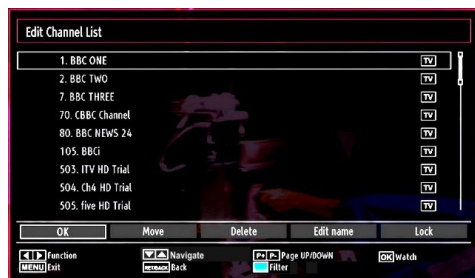 Edit Channel List
1. BBC ONE TV
2. BBC TWO TV
7. BBC THREE TV
70. CBBC Channel TV
80. BBC NEWS 24 TV
105. BBCi TV
503. ITV HD Trial TV
504. Ch4 HD Trial TV
505. five HD Trial TV
OK Move Delete Edit name Lock
Function Navigate P+ P- Page UP/DOWN OK Watch
MENU Exit RET/BACK Back Filter